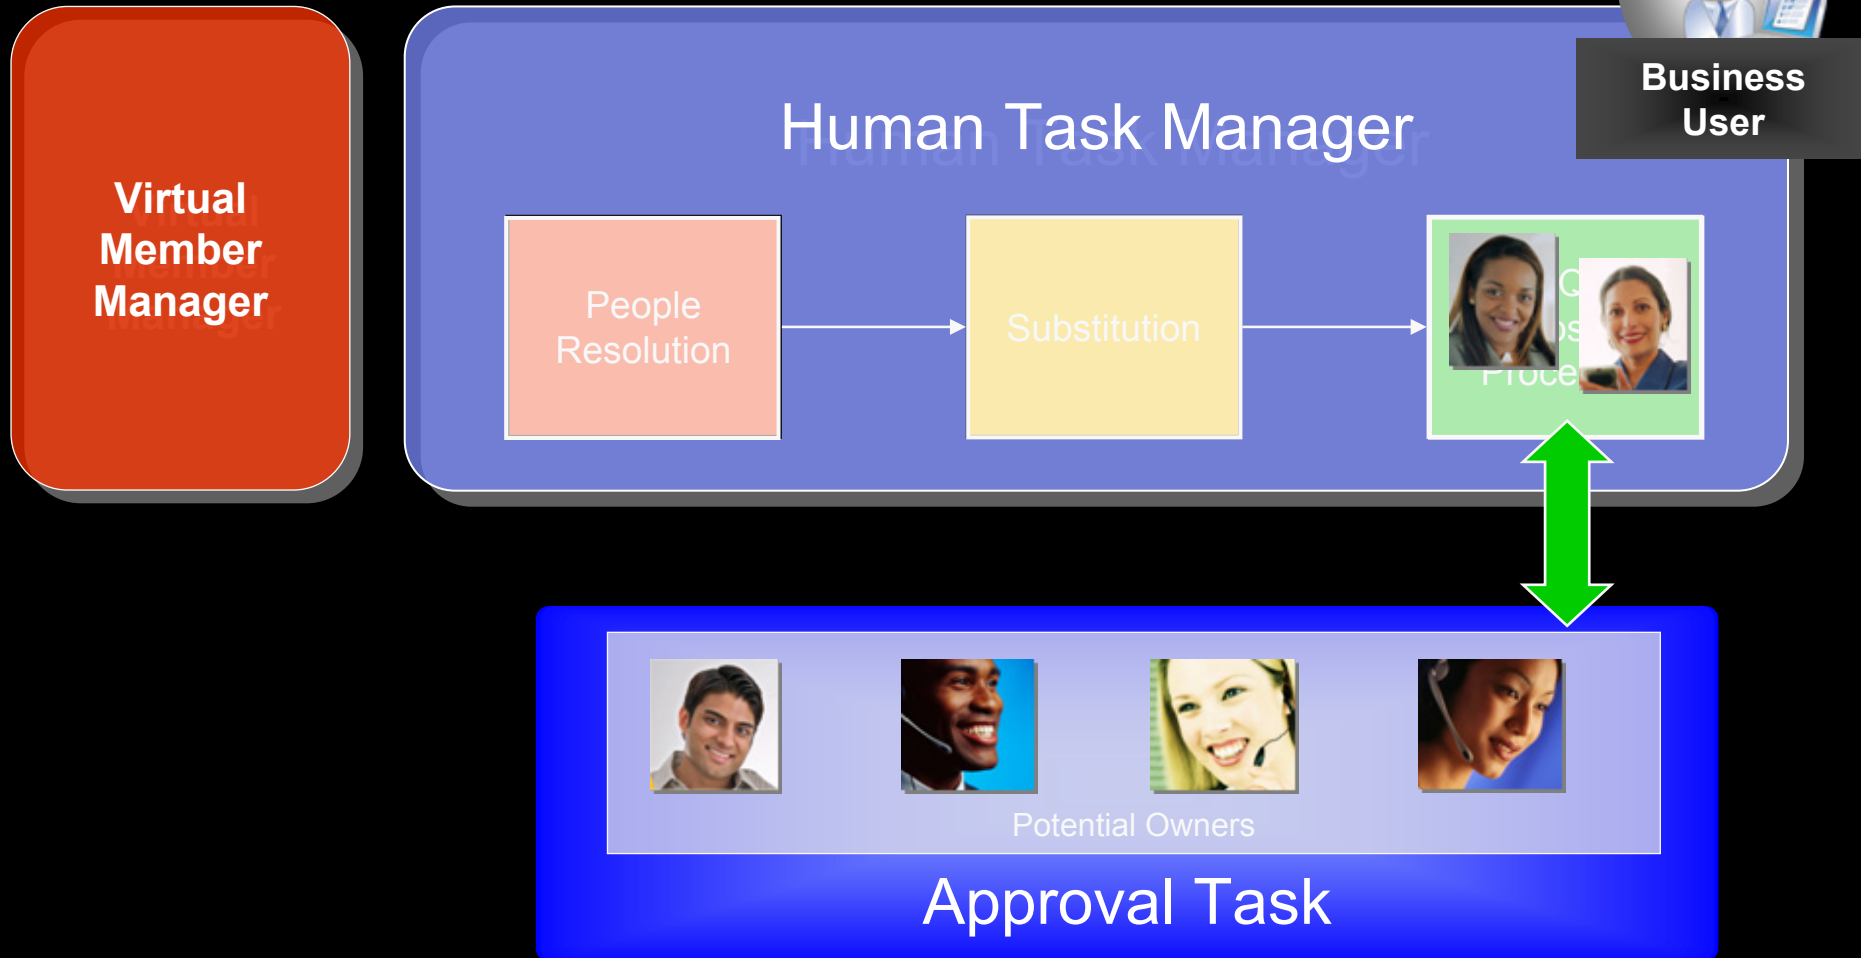 Business
User
Human Task Manager
Virtual
Member
Manager
People
Resolution
Substitution
Potential Owners
Approval Task